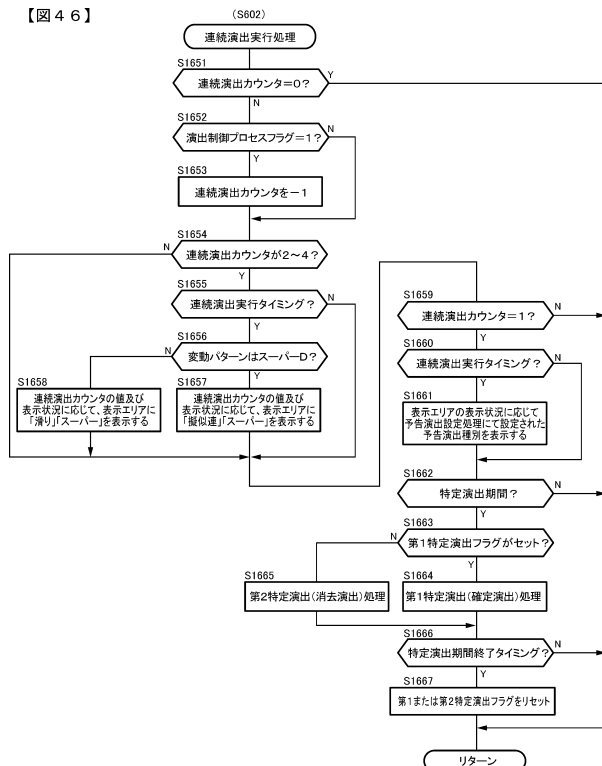 【図４６】
(S602)
連続演出実行処理
S1651
連続演出カウンタ=0?
Y
N
S1652
演出制御プロセスフラグ=1?
N
Y
S1653
連続演出カウンタを－1
S1654
N
連続演出カウンタが2～4?
Y
S1655
連続演出実行タイミング?
N
Y
S1656
N
変動パターンはスーパーD?
Y
S1658
連続演出カウンタの値及び
表示状況に応じて、表示エリアに
「滑り」「スーパー」を表示する
S1657
連続演出カウンタの値及び
表示状況に応じて、表示エリアに
「擬似連」「スーパー」を表示する
S1659
連続演出カウンタ=1?
N
Y
S1660
連続演出実行タイミング?
N
Y
S1661
表示エリアの表示状況に応じて
予告演出設定処理にて設定された
予告演出種別を表示する
S1662
特定演出期間?
N
Y
S1663
N
第1特定演出フラグがセット?
Y
S1665
第2特定演出(消去演出)処理
S1664
第1特定演出(確定演出)処理
S1666
特定演出期間終了タイミング?
N
Y
S1667
第1または第2特定演出フラグをリセット
リターン